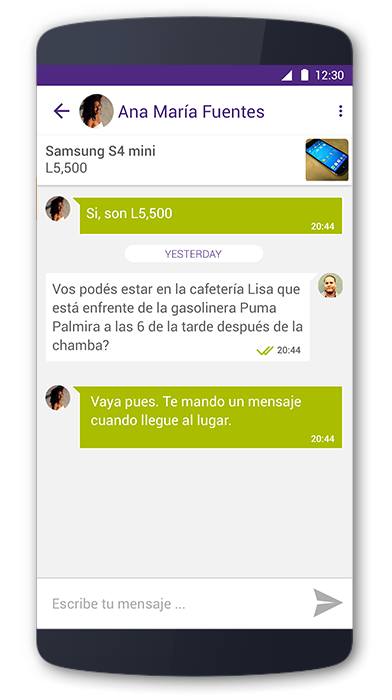 12:30
Ana María Fuentes
Samsung S4 mini
L5,500
Si, son L5,500
20:44
YESTERDAY
Vos podés estar en la cafetería Lisa que
está enfrente de la gasolinera Puma
Palmira a las 6 de la tarde después de la
chamba?
20:44
Vaya pues. Te mando un mensaje
cuando llegue al lugar.
20:44
Escribe tu mensaje ...